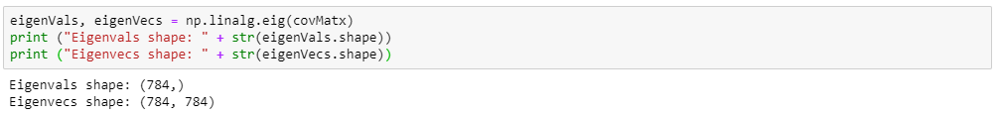 eigenVals, eigenVecs = np.linalg.eig(covMatx)
print ("Eigenvals shape: " + str(eigenVals.shape))
print ("Eigenvecs shape: " + str(eigenVecs.shape))
Eigenvals shape: (784,)
Eigenvecs shape: (784, 784)